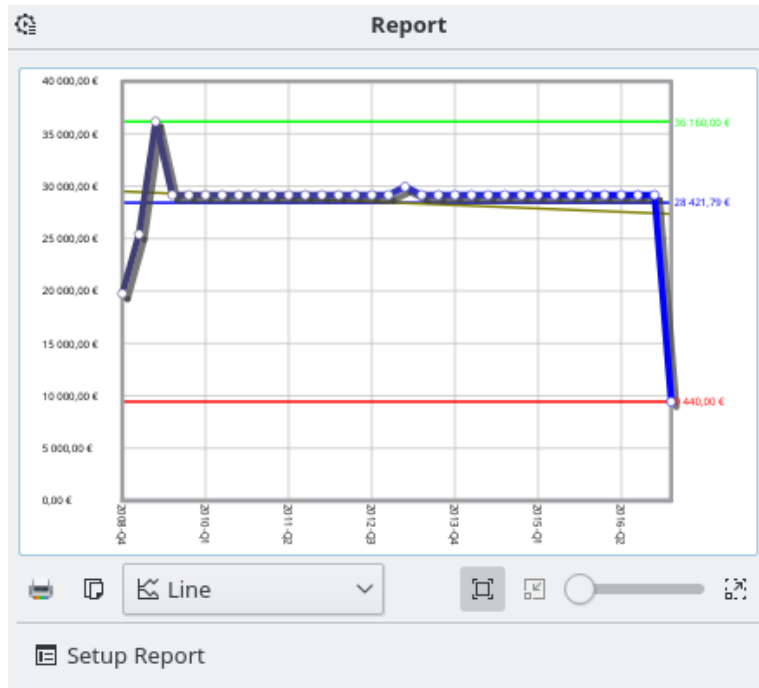 Report
40 000,00 €
36 160,00 €
35 000,00 €
30 000,00 €
28 421,79 €
25 000,00 €
20 000,00 €
15 000,00 €
10 000,00 €
440,00 €
5 000,00 €
0,00 €
2008-Q4
2010-Q1
2011-Q2
2012-Q3
2013-Q4
2015-Q1
2016-Q2
Line
Setup Report